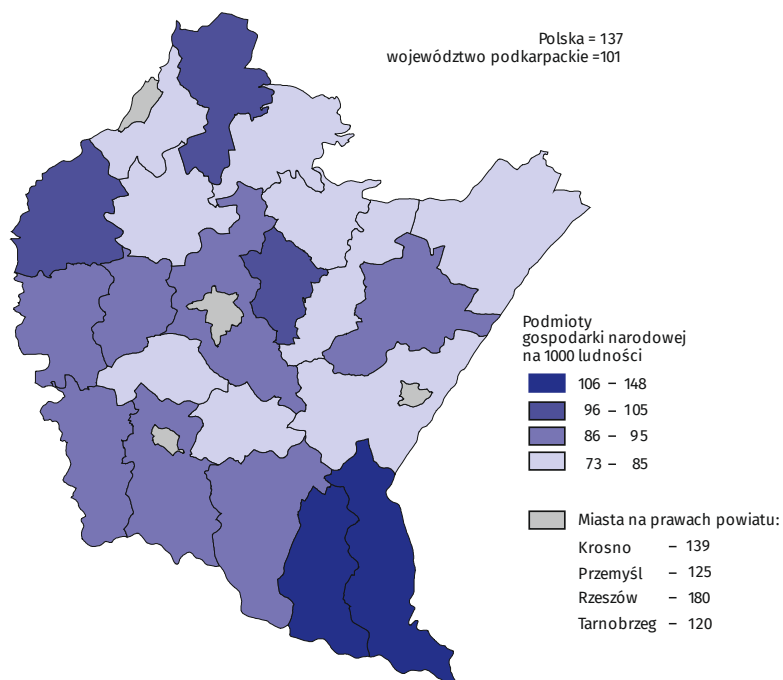 Polska = 137
województwo podkarpackie =101
Podmioty
gospodarki narodowej
na 1000 ludności
106 – 148
96 – 105
86 – 95
73 – 85
Miasta na prawach powiatu:
Krosno – 139
Przemyśl – 125
Rzeszów – 180
Tarnobrzeg – 120